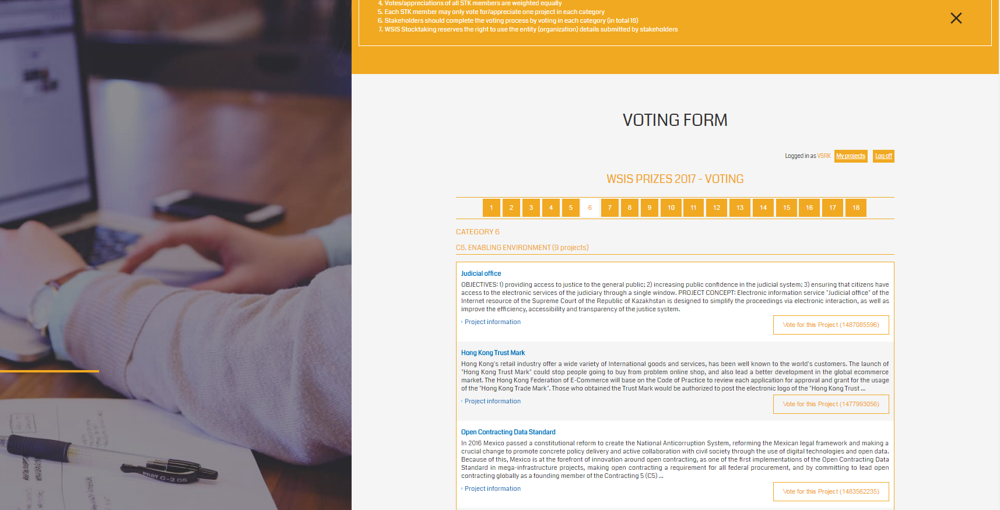 4. Votes/appreciations of all STK members are weighted equally
5. Each STK member may only vote for/appreciate one project in each category
6. Stakeholders should complete the voting process by voting in each category (in total 18)
7. WSIS Stocktaking reserves the right to use the entity (organization) details submitted by stakeholders
VOTING FORM
Logged in as VSRK My projects Log off
WSIS PRIZES 2017 - VOTING
1 2 3 4 5 6 7 8 9 10 11 12 13 14 15 16 17 18
CATEGORY 6
C6. ENABLING ENVIRONMENT (9 projects)
Judicial office
OBJECTIVES: 1) providing access to justice to the general public; 2) increasing public confidence in the judicial system; 3) ensuring that citizens have
access to the electronic services of the judiciary through a single window. PROJECT CONCEPT: Electronic information service "Judicial office" of the
Internet resource of the Supreme Court of the Republic of Kazakhstan is designed to simplify the proceedings via electronic interaction, as well as
improve the efficiency, accessibility and transparency of the justice system.
Project information
Vote for this Project (1487085596)
Hong Kong Trust Mark
Hong Kong's retail industry offer a wide variety of International goods and services, has been well known to the world's customers. The launch of
"Hong Kong Trust Mark" could stop people going to buy from problem online shop, and also lead a better development in the global ecommerce
market. The Hong Kong Federation of E-Commerce will base on the Code of Practice to review each application for approval and grant for the usage
of the "Hong Kong Trade Mark". Those who obtained the Trust Mark would be authorized to post the electronic logo of the "Hong Kong Trust ...
Project information
Vote for this Project (1477993056)
Open Contracting Data Standard
In 2016 Mexico passed a constitutional reform to create the National Anticorruption System, reforming the Mexican legal framework and making a
crucial change to promote concrete policy delivery and active collaboration with civil society through the use of digital technologies and open data.
Because of this, Mexico is at the forefront of innovation around open contracting, as one of the first implementations of the Open Contracting Data
Standard in mega-infrastructure projects, making open contracting a requirement for all federal procurement, and by committing to lead open
contracting globally as a founding member of the Contracting 5 (C5) ...
Project information
Vote for this Project (1483562235)
PILOT G-2 05